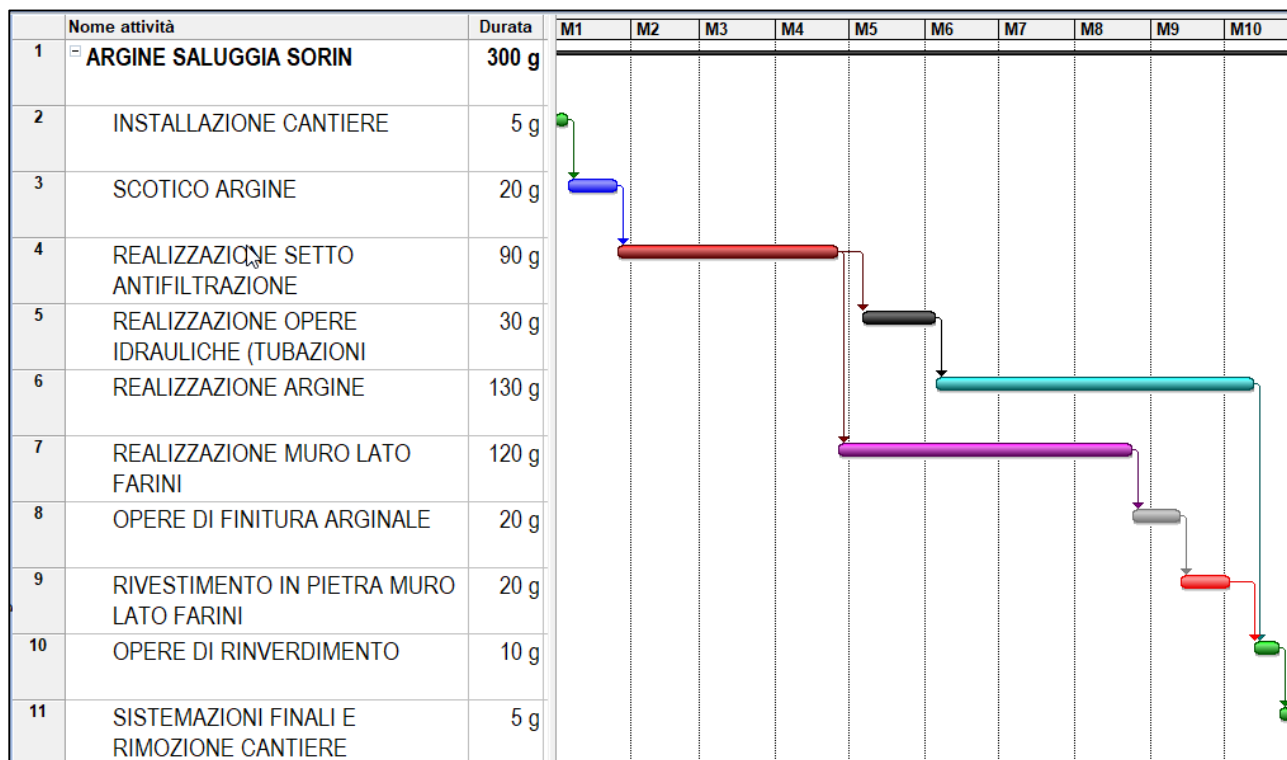 Nome attività Durata M1 M2 M3 M4 M5 M6 M7 M8 M9 M10
1 ARGINE SALUGGIA SORIN 300 g
2 INSTALLAZIONE CANTIERE 5 g
3 SCOTICO ARGINE 20 g
4 REALIZZAZIONE SETTO 90 g
ANTIFILTRAZIONE
5 REALIZZAZIONE OPERE 30 g
IDRAULICHE (TUBAZIONI
6 REALIZZAZIONE ARGINE 130 g
7 REALIZZAZIONE MURO LATO 120 g
FARINI
8 OPERE DI FINITURA ARGINALE 20 g
9 RIVESTIMENTO IN PIETRA MURO 20 g
LATO FARINI
10 OPERE DI RINVERDIMENTO 10 g
11 SISTEMAZIONI FINALI E 5 g
RIMOZIONE CANTIERE